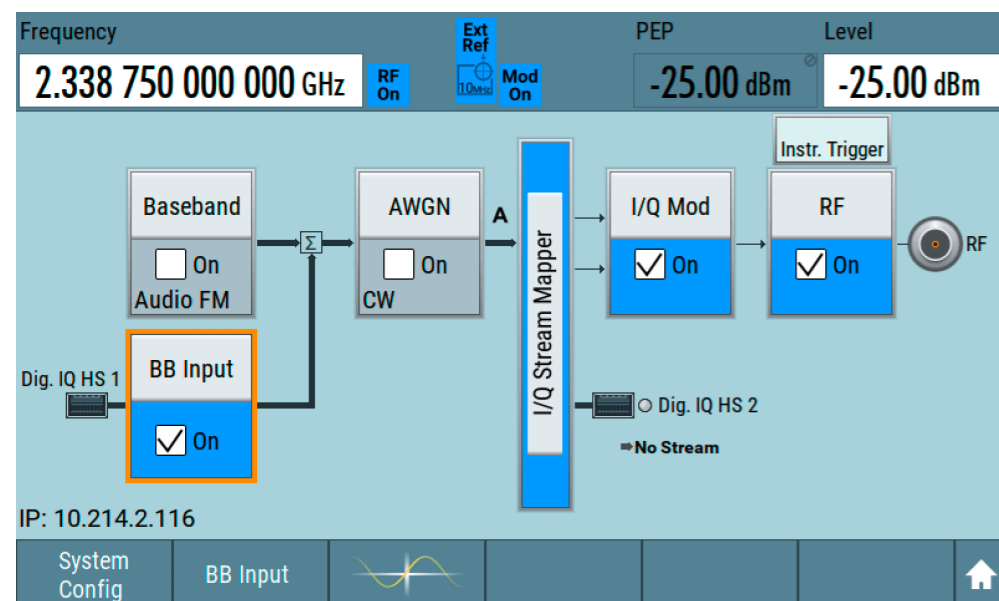 Frequency
Ext
Ref
PEP
Level
2.338 750 000 000 GHz
RF
On
10MHz
Mod
On
-25.00 dBm
-25.00 dBm
Instr. Trigger
Baseband
On
Audio FM
Σ
AWGN
On
CW
A
I/Q Stream Mapper
I/Q Mod
On
RF
On
RF
Dig. IQ HS 1
BB Input
On
Dig. IQ HS 2
No Stream
IP: 10.214.2.116
System
Config
BB Input